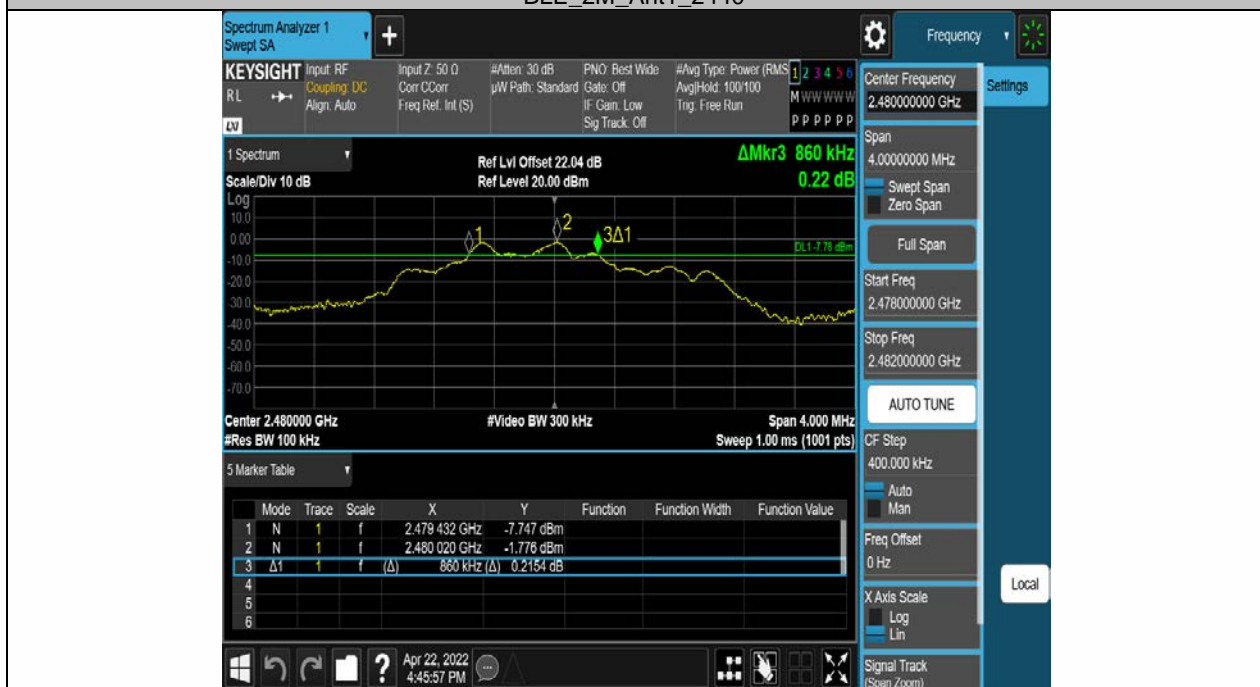 Spectrum Analyzer 1
Swept SA
+
Frequency
KEYSIGHT
RL
LXI
Input: RF
Coupling: DC
Align: Auto
Input Z: 50 Ω
Corr CCorr
Freq Ref: Int (S)
#Atten: 30 dB
µW Path: Standard
PNO: Best Wide
Gate: Off
IF Gain: Low
Sig Track: Off
#Avg Type: Power (RMS
Avg|Hold: 100/100
Trig: Free Run
1 2 3 4 5 6
M W W W W W
P P P P P P
1 Spectrum
Scale/Div 10 dB
Ref Lvl Offset 22.04 dB
Ref Level 20.00 dBm
ΔMkr3 860 kHz
0.22 dB
Log
10.0
0.00
-10.0
-20.0
-30.0
-40.0
-50.0
-60.0
-70.0
1
2
3Δ1
DL1 -7.78 dBm
Center 2.480000 GHz
#Video BW 300 kHz
Span 4.000 MHz
#Res BW 100 kHz
Sweep 1.00 ms (1001 pts)
5 Marker Table
Mode Trace Scale X Y Function Function Width Function Value
1 N 1 f 2.479 432 GHz -7.747 dBm
2 N 1 f 2.480 020 GHz -1.776 dBm
3 Δ1 1 f (Δ) 860 kHz (Δ) 0.2154 dB
4
5
6
Apr 22, 2022
4:45:57 PM
Center Frequency
2.480000000 GHz
Settings
Span
4.00000000 MHz
Swept Span
Zero Span
Full Span
Start Freq
2.478000000 GHz
Stop Freq
2.482000000 GHz
AUTO TUNE
CF Step
400.000 kHz
Auto
Man
Freq Offset
0 Hz
X Axis Scale
Log
Lin
Local
Signal Track
(Span Zoom)